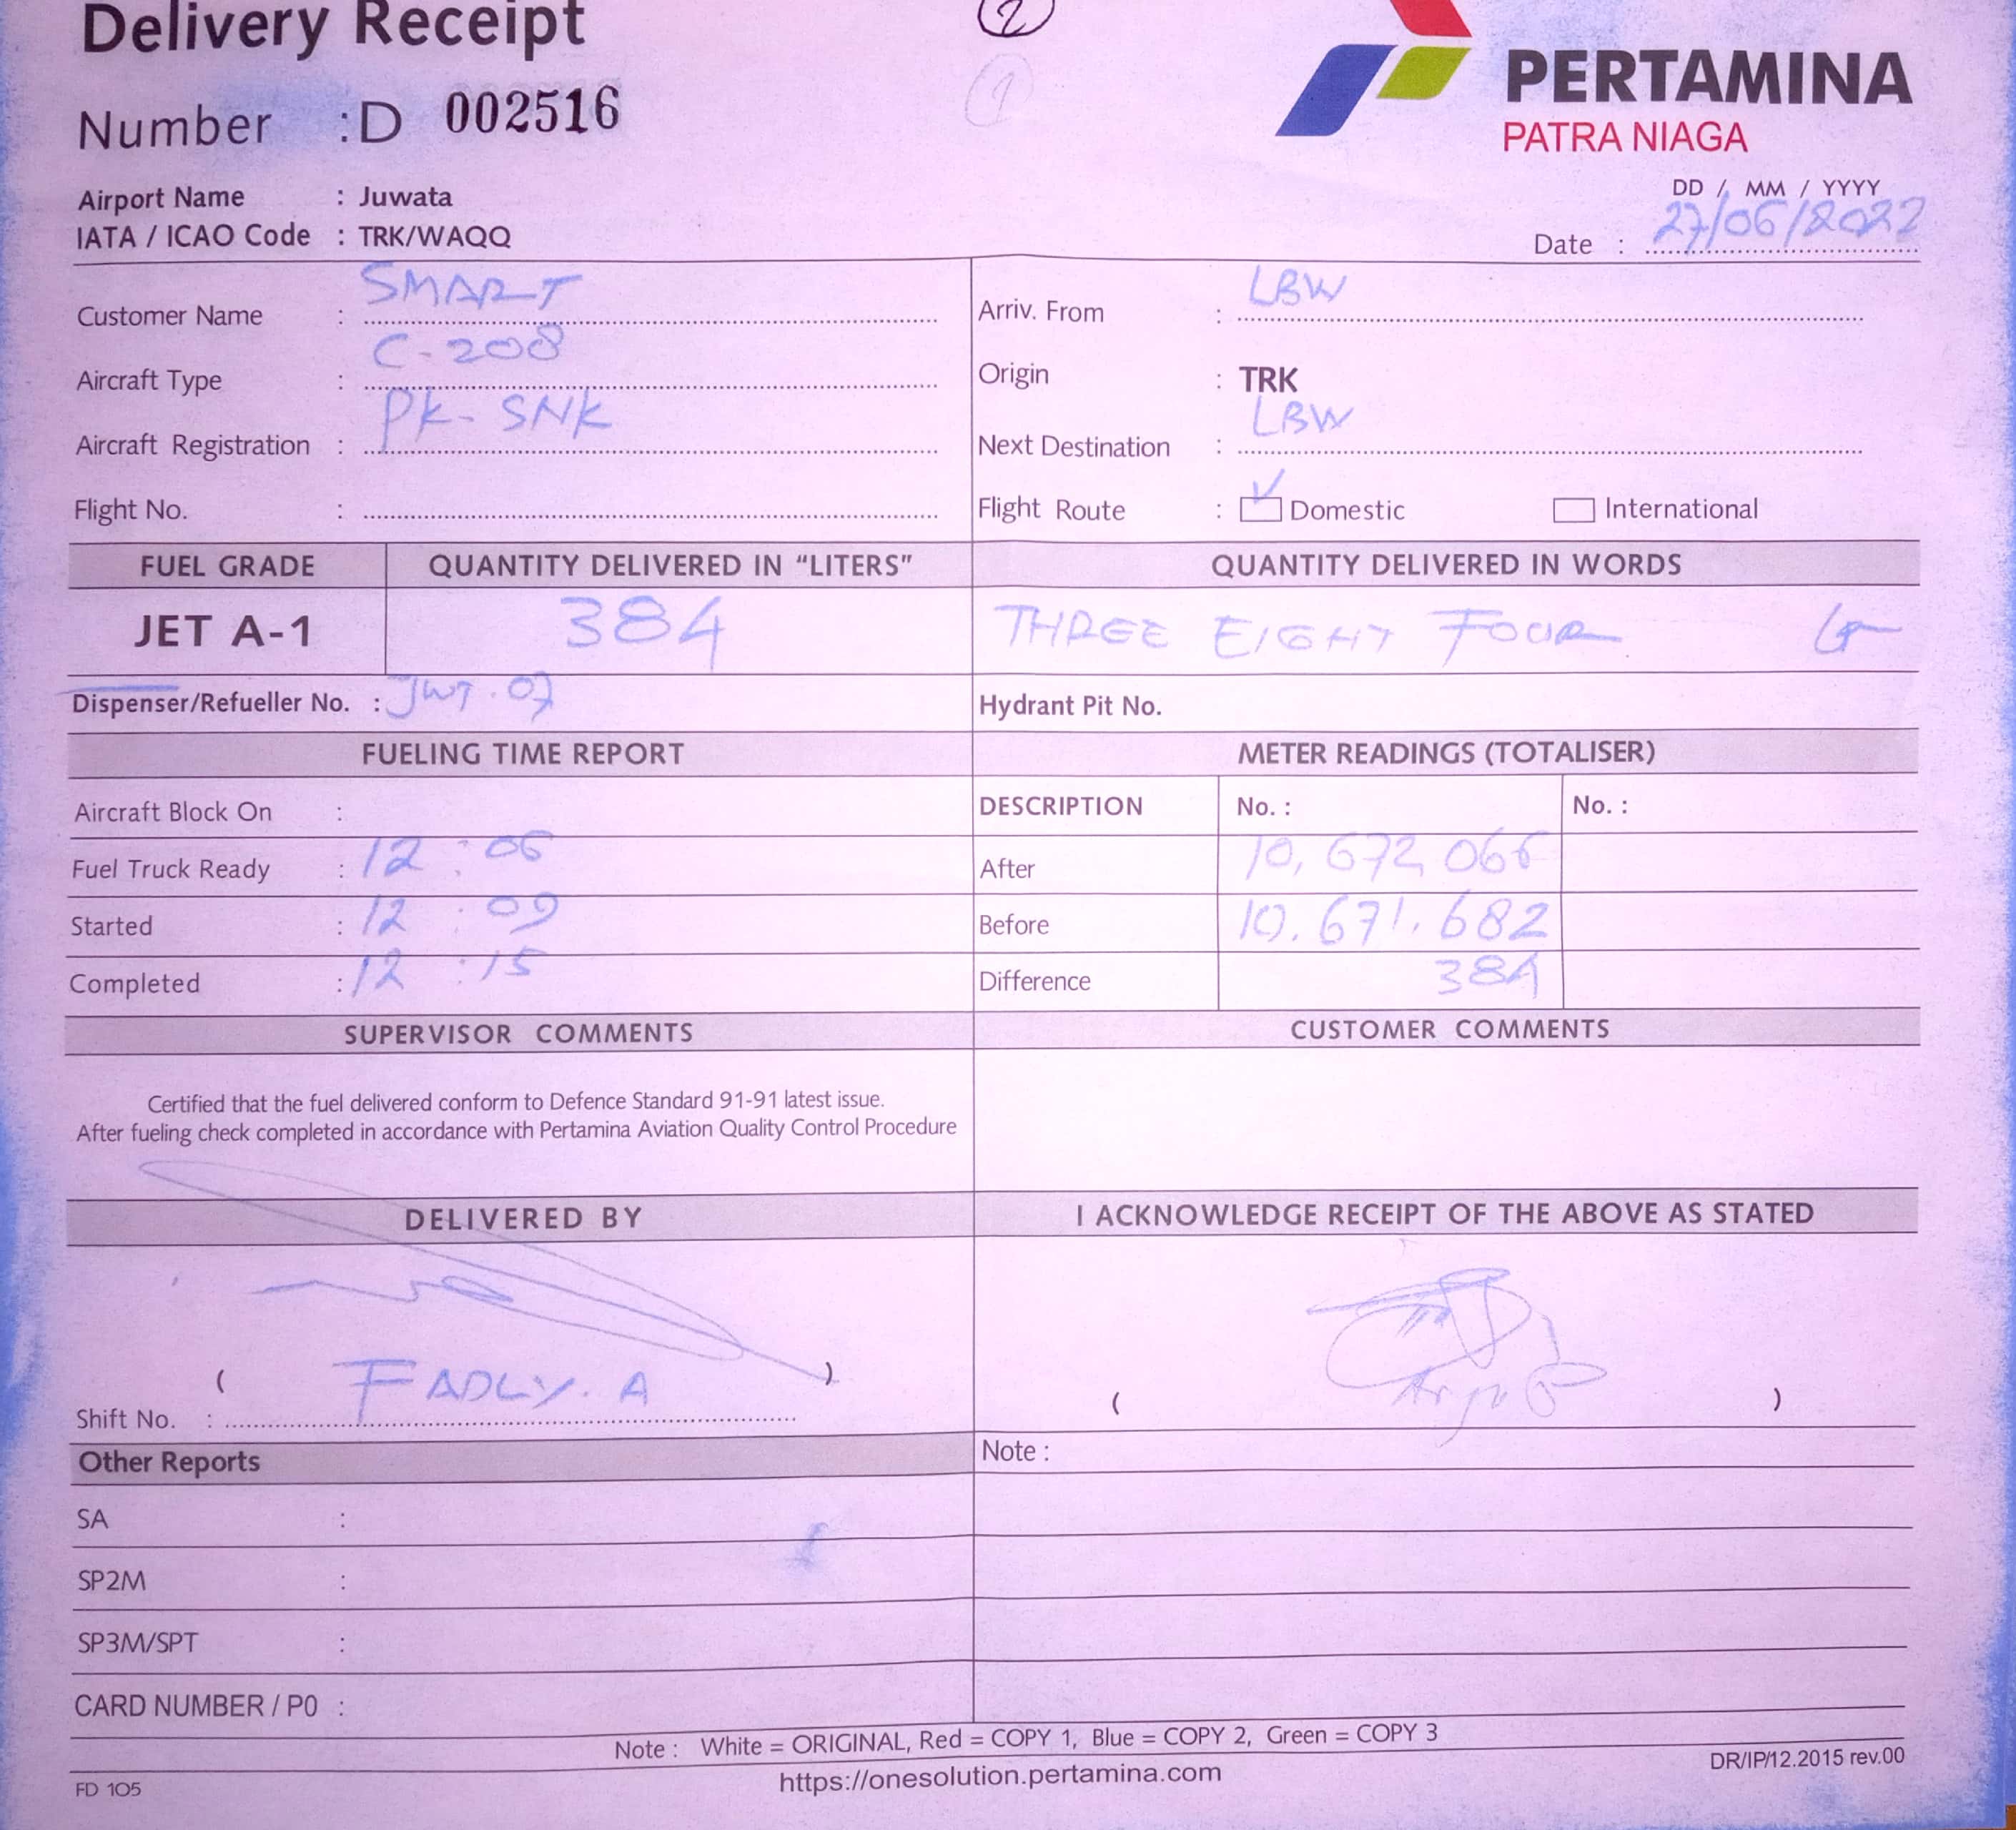 Delivery Receipt
2
1
Number : D 002516
PERTAMINA
PATRA NIAGA
Airport Name : Juwata
IATA / ICAO Code : TRK/WAQQ
DD / MM / YYYY
Date : 27/06/2022
Customer Name : SMART
Arriv. From : LBW
Aircraft Type : C-208
Origin : TRK
Aircraft Registration : PK-SNK
Next Destination : LBW
Flight No. :
Flight Route : Domestic International
FUEL GRADE QUANTITY DELIVERED IN “LITERS” QUANTITY DELIVERED IN WORDS
JET A-1 384 THREE EIGHT FOUR
Dispenser/Refueller No. : JWT.07 Hydrant Pit No.
FUELING TIME REPORT METER READINGS (TOTALISER)
Aircraft Block On : DESCRIPTION No. : No. :
Fuel Truck Ready : 12 : 06 After 10,672,066
Started : 12 : 09 Before 10.671.682
Completed : 12 : 15 Difference 384
SUPERVISOR COMMENTS CUSTOMER COMMENTS
Certified that the fuel delivered conform to Defence Standard 91-91 latest issue.
After fueling check completed in accordance with Pertamina Aviation Quality Control Procedure
DELIVERED BY I ACKNOWLEDGE RECEIPT OF THE ABOVE AS STATED
( FADLY. A )
( )
Shift No. :
Other Reports Note :
SA :
SP2M :
SP3M/SPT :
CARD NUMBER / P0 :
Note : White = ORIGINAL, Red = COPY 1, Blue = COPY 2, Green = COPY 3
https://onesolution.pertamina.com
DR/IP/12.2015 rev.00
FD 105